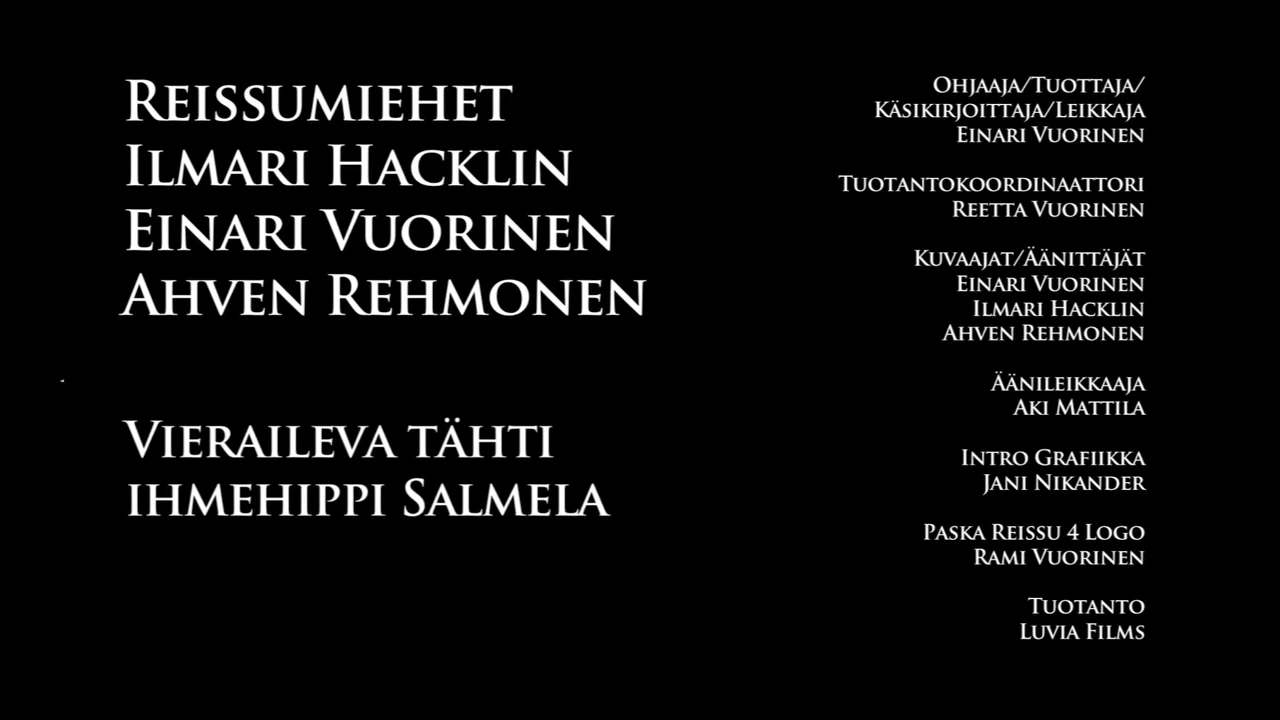 Reissumiehet
Ilmari Hacklin
Einari Vuorinen
Ahven Rehmonen
Vieraileva tähti
ihmehippi Salmela
Ohjaaja/Tuottaja/
Käsikirjoittaja/Leikkaja
Einari Vuorinen
Tuotantokoordinaattori
Reetta Vuorinen
Kuvaajat/Äänittäjät
Einari Vuorinen
Ilmari Hacklin
Ahven Rehmonen
Äänileikkaaja
Aki Mattila
Intro Grafiikka
Jani Nikander
Paska Reissu 4 Logo
Rami Vuorinen
Tuotanto
Luvia Films